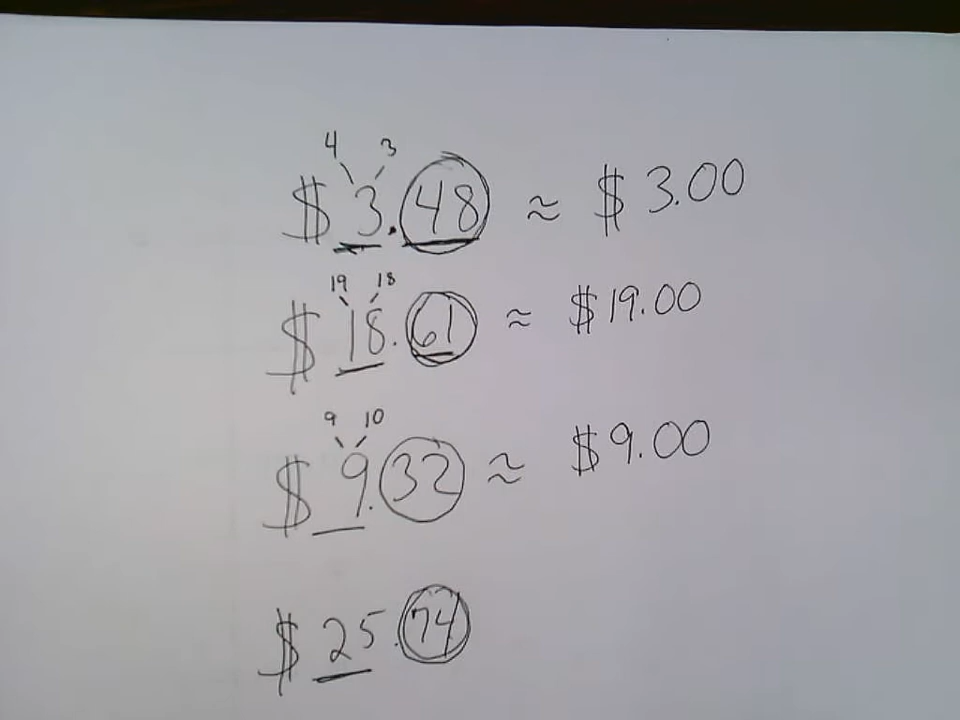 4 3
$ 3.48 ≈ $ 3.00
19 18
$ 18.61 ≈ $19.00
9 10
$ 9.32 ≈ $9.00
$ 25.74